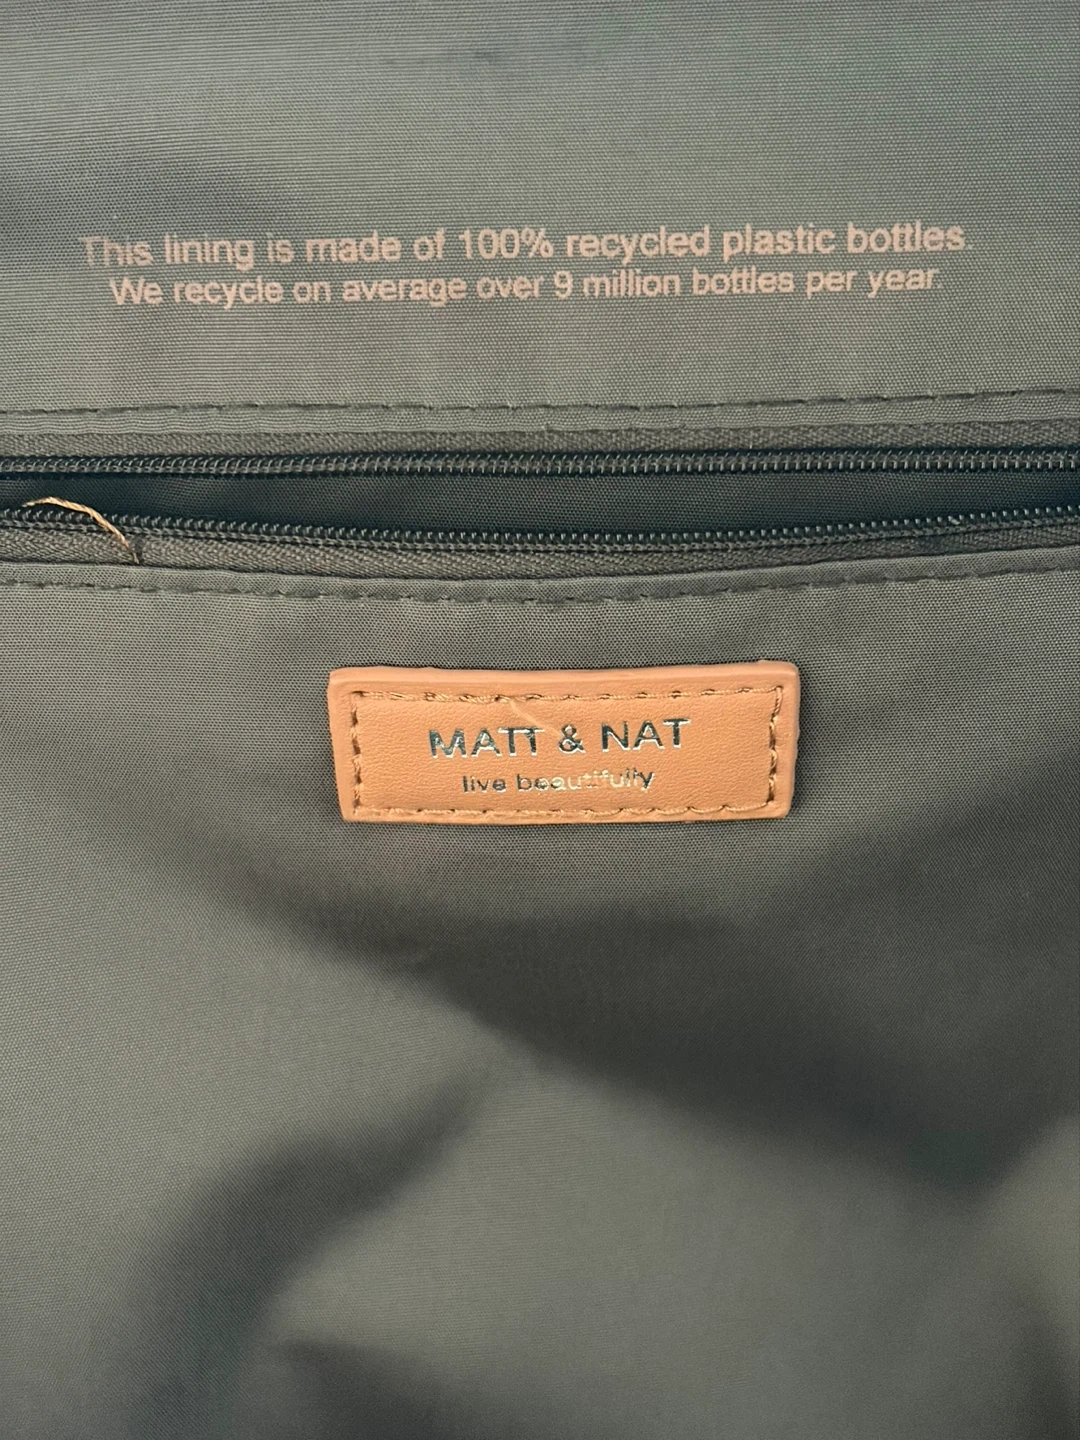 This lining is made of 100% recycled plastic bottles.
We recycle on average over 9 million bottles per year.
MATT & NAT
live beautifully